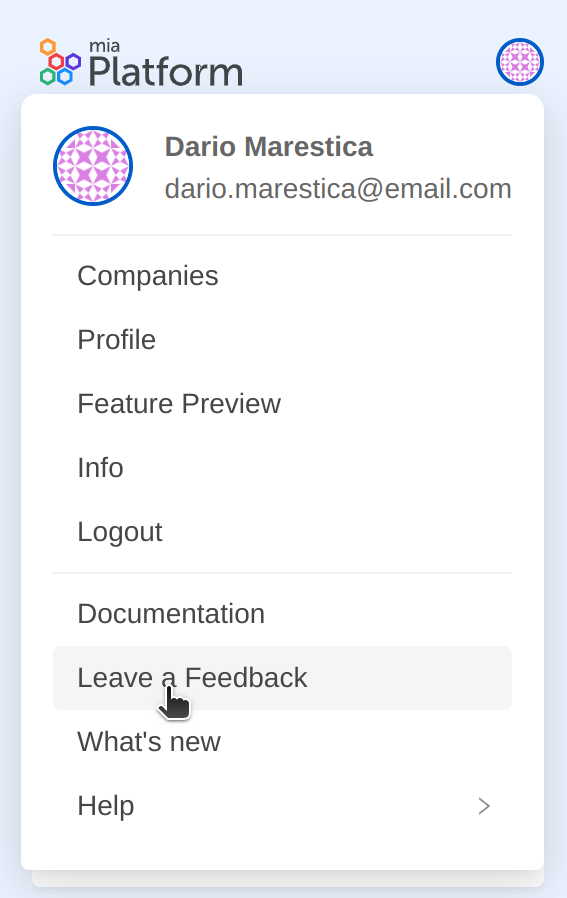 mia
Platform
Dario Marestica
dario.marestica@email.com
Companies
Profile
Feature Preview
Info
Logout
Documentation
Leave a Feedback
What's new
Help